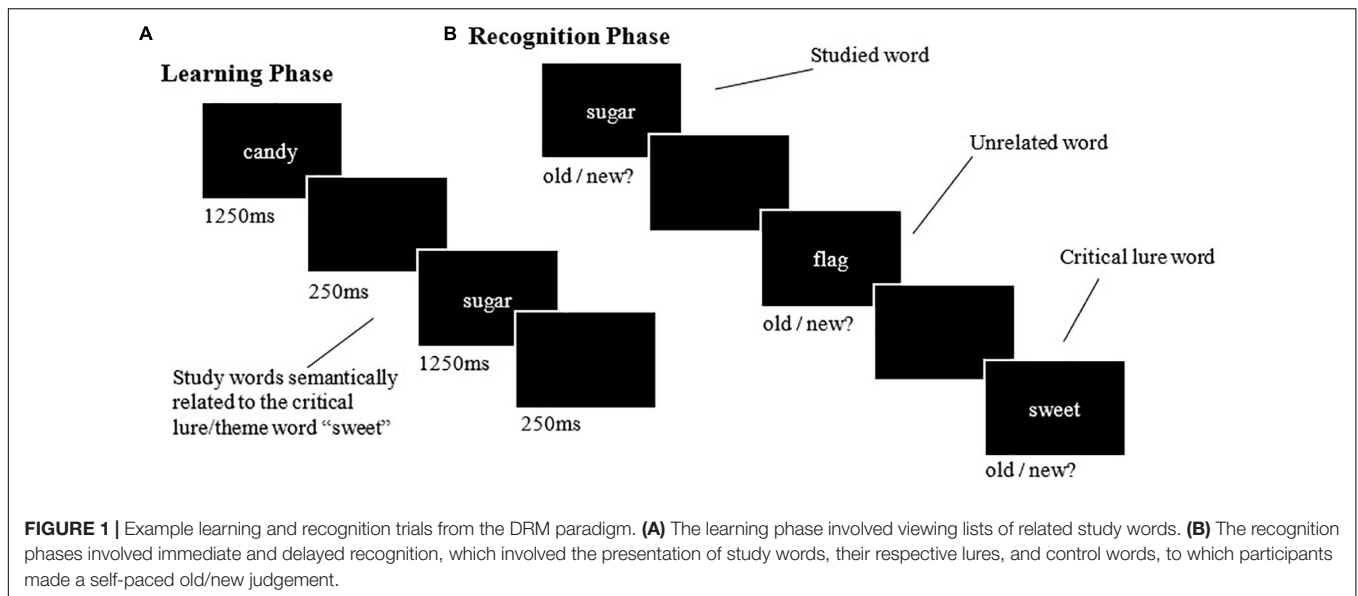 A
Learning Phase
candy
1250ms
250ms
sugar
1250ms
250ms
Study words semantically
related to the critical
lure/theme word “sweet”
B Recognition Phase
sugar
old / new?
Studied word
flag
old / new?
Unrelated word
sweet
old / new?
Critical lure word
FIGURE 1 | Example learning and recognition trials from the DRM paradigm. (A) The learning phase involved viewing lists of related study words. (B) The recognition
phases involved immediate and delayed recognition, which involved the presentation of study words, their respective lures, and control words, to which participants
made a self-paced old/new judgement.